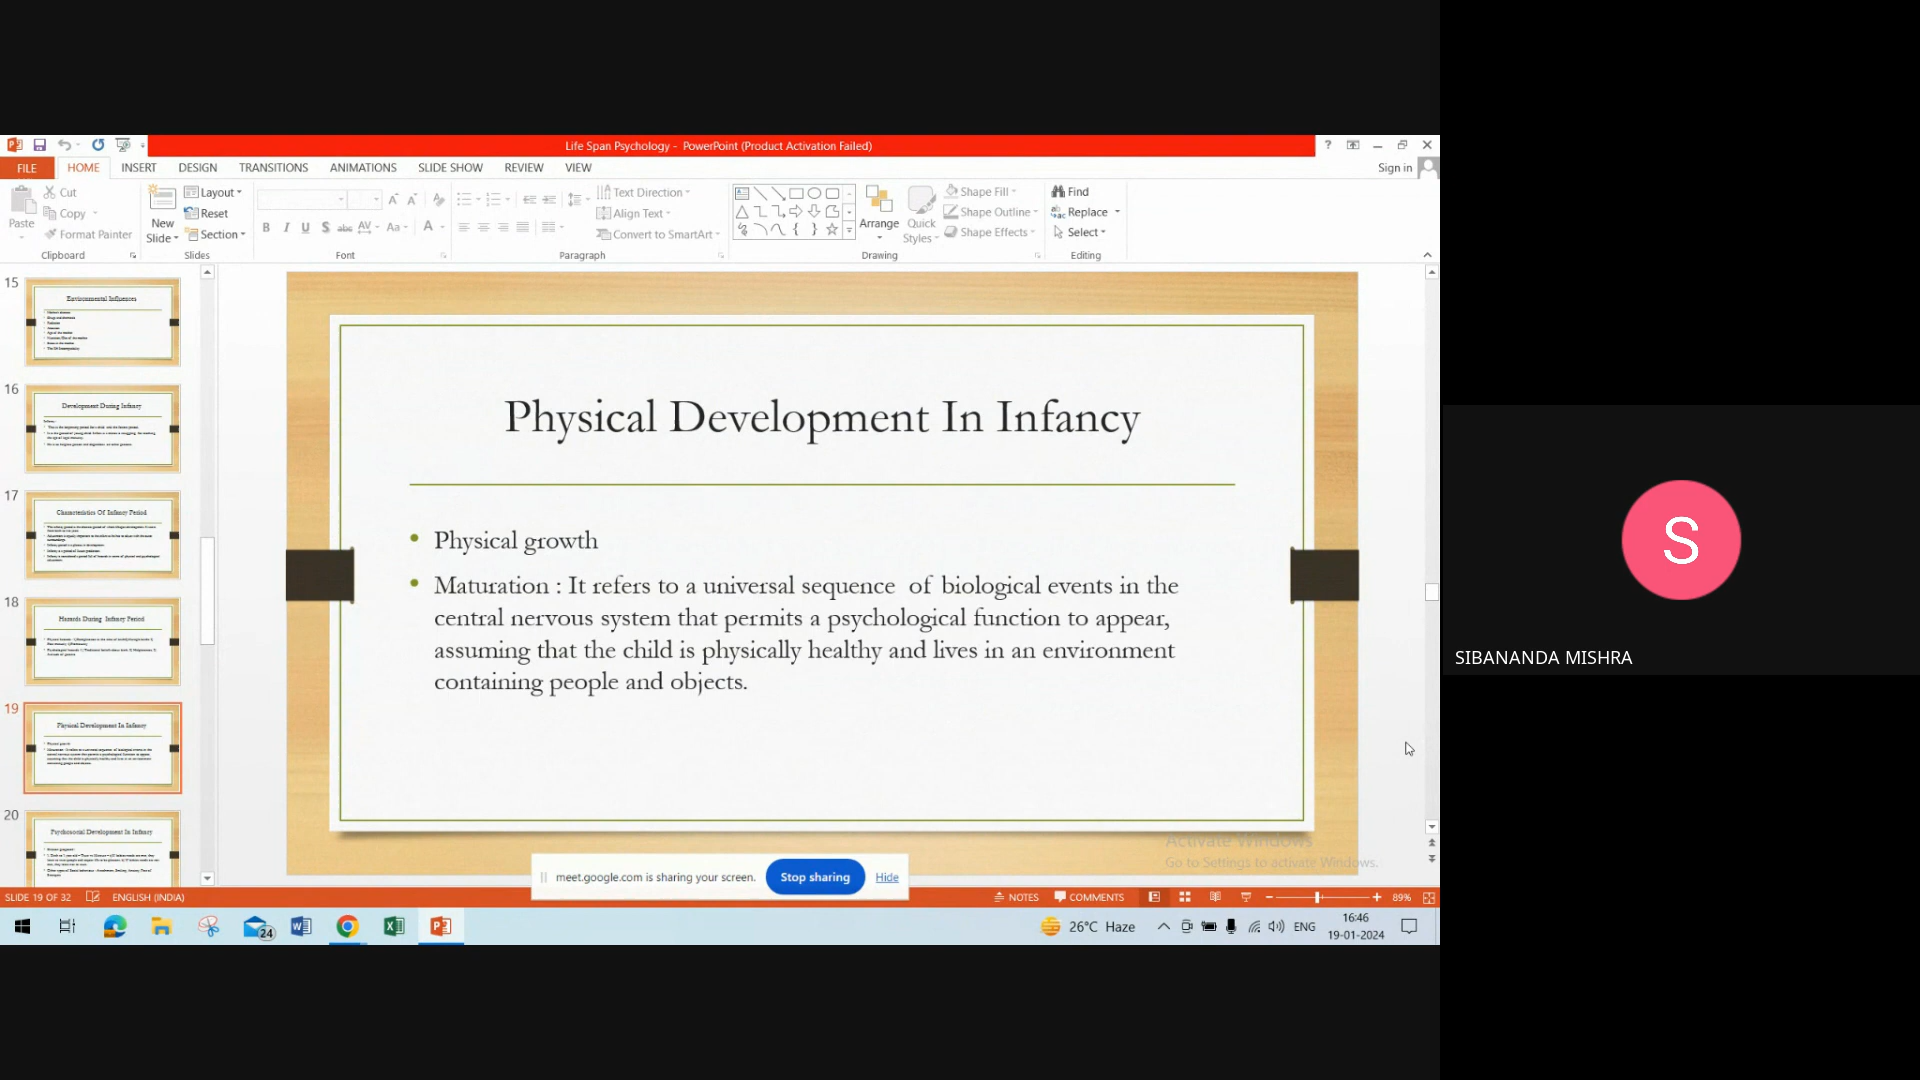 Life Span Psychology - PowerPoint (Product Activation Failed)
FILE HOME INSERT DESIGN TRANSITIONS ANIMATIONS SLIDE SHOW REVIEW VIEW
Sign in
Paste
Cut
Copy
Format Painter
Clipboard
New
Slide
Layout
Reset
Section
Slides
Font
Text Direction
Align Text
Convert to SmartArt
Paragraph
Arrange
Quick
Styles
Shape Fill
Shape Outline
Shape Effects
Drawing
Find
Replace
Select
Editing
15
Environmental Influences
16
Development During Infancy
17
Characteristics Of Infancy Period
18
Hazards During Infancy Period
19
Physical Development In Infancy
20
Psychosocial Development In Infancy
Physical Development In Infancy
• Physical growth
• Maturation : It refers to a universal sequence of biological events in the
central nervous system that permits a psychological function to appear,
assuming that the child is physically healthy and lives in an environment
containing people and objects.
Activate Windows
Go to Settings to activate Windows.
meet.google.com is sharing your screen. Stop sharing Hide
SLIDE 19 OF 32 ENGLISH (INDIA) NOTES COMMENTS 89%
24
26°C Haze ENG
16:46
19-01-2024
S
SIBANANDA MISHRA